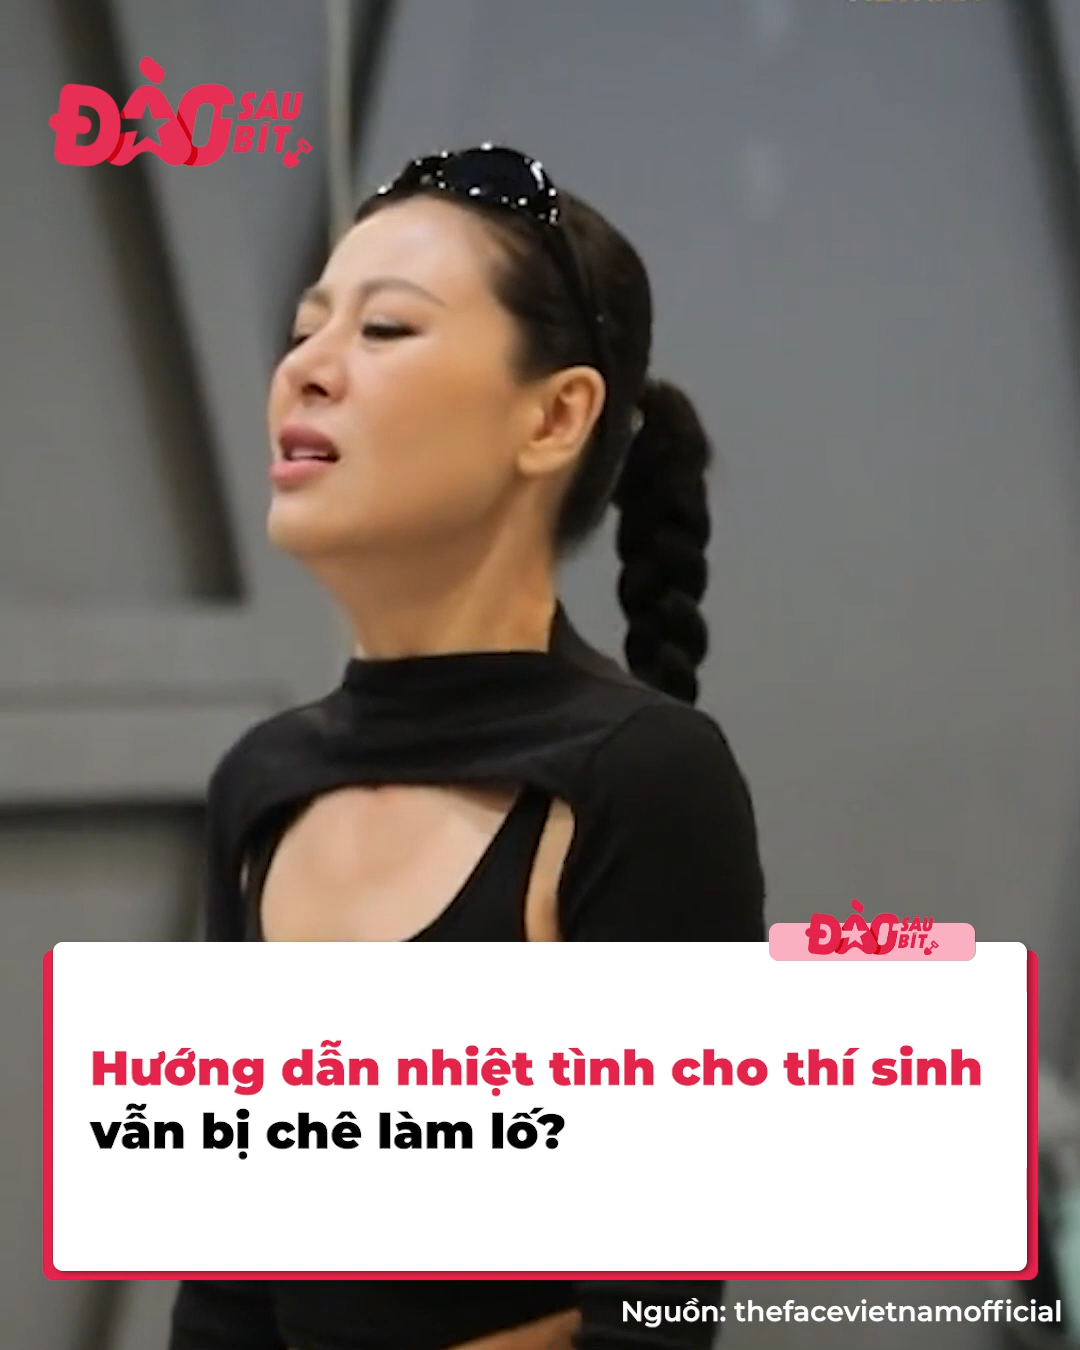 ĐÀO SAU BÍT
ĐÀO SAU BÍT
Hướng dẫn nhiệt tình cho thí sinh
vẫn bị chê làm lố?
Nguồn: thefacevietnamofficial